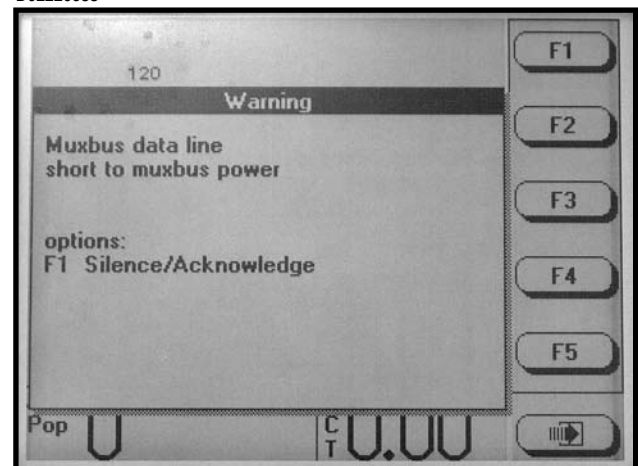 120
Warning
Muxbus data line
short to muxbus power
options:
F1 Silence/Acknowledge
F1
F2
F3
F4
F5
Pop
C
T
0.00